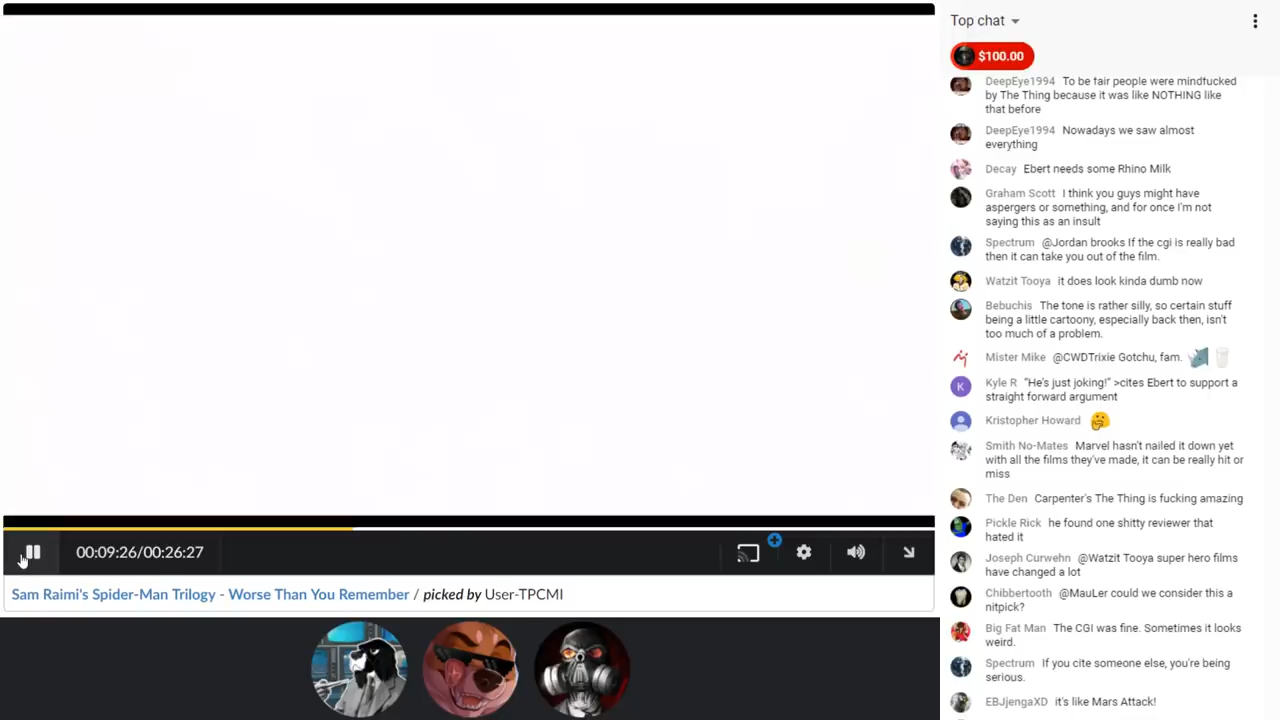 Top chat
$100.00
DeepEye1994 To be fair people were mindfucked
by The Thing because it was like NOTHING like
that before
DeepEye1994 Nowadays we saw almost
everything
Decay Ebert needs some Rhino Milk
Graham Scott I think you guys might have
aspergers or something, and for once I'm not
saying this as an insult
Spectrum @Jordan brooks If the cgi is really bad
then it can take you out of the film.
Watzit Tooya it does look kinda dumb now
Bebuchis The tone is rather silly, so certain stuff
being a little cartoony, especially back then, isn't
too much of a problem.
Mister Mike @CWDTrixie Gotchu, fam.
K
Kyle R “He's just joking!” >cites Ebert to support a
straight forward argument
Kristopher Howard
Smith No-Mates Marvel hasn't nailed it down yet
with all the films they've made, it can be really hit or
miss
The Den Carpenter's The Thing is fucking amazing
Pickle Rick he found one shitty reviewer that
hated it
Joseph Curwehn @Watzit Tooya super hero films
have changed a lot
Chibbertooth @MauLer could we consider this a
nitpick?
Big Fat Man The CGI was fine. Sometimes it looks
weird.
Spectrum If you cite someone else, you're being
serious.
EBJjengaXD it's like Mars Attack!
00:09:26/00:26:27
Sam Raimi's Spider-Man Trilogy - Worse Than You Remember / picked by User-TPCMI